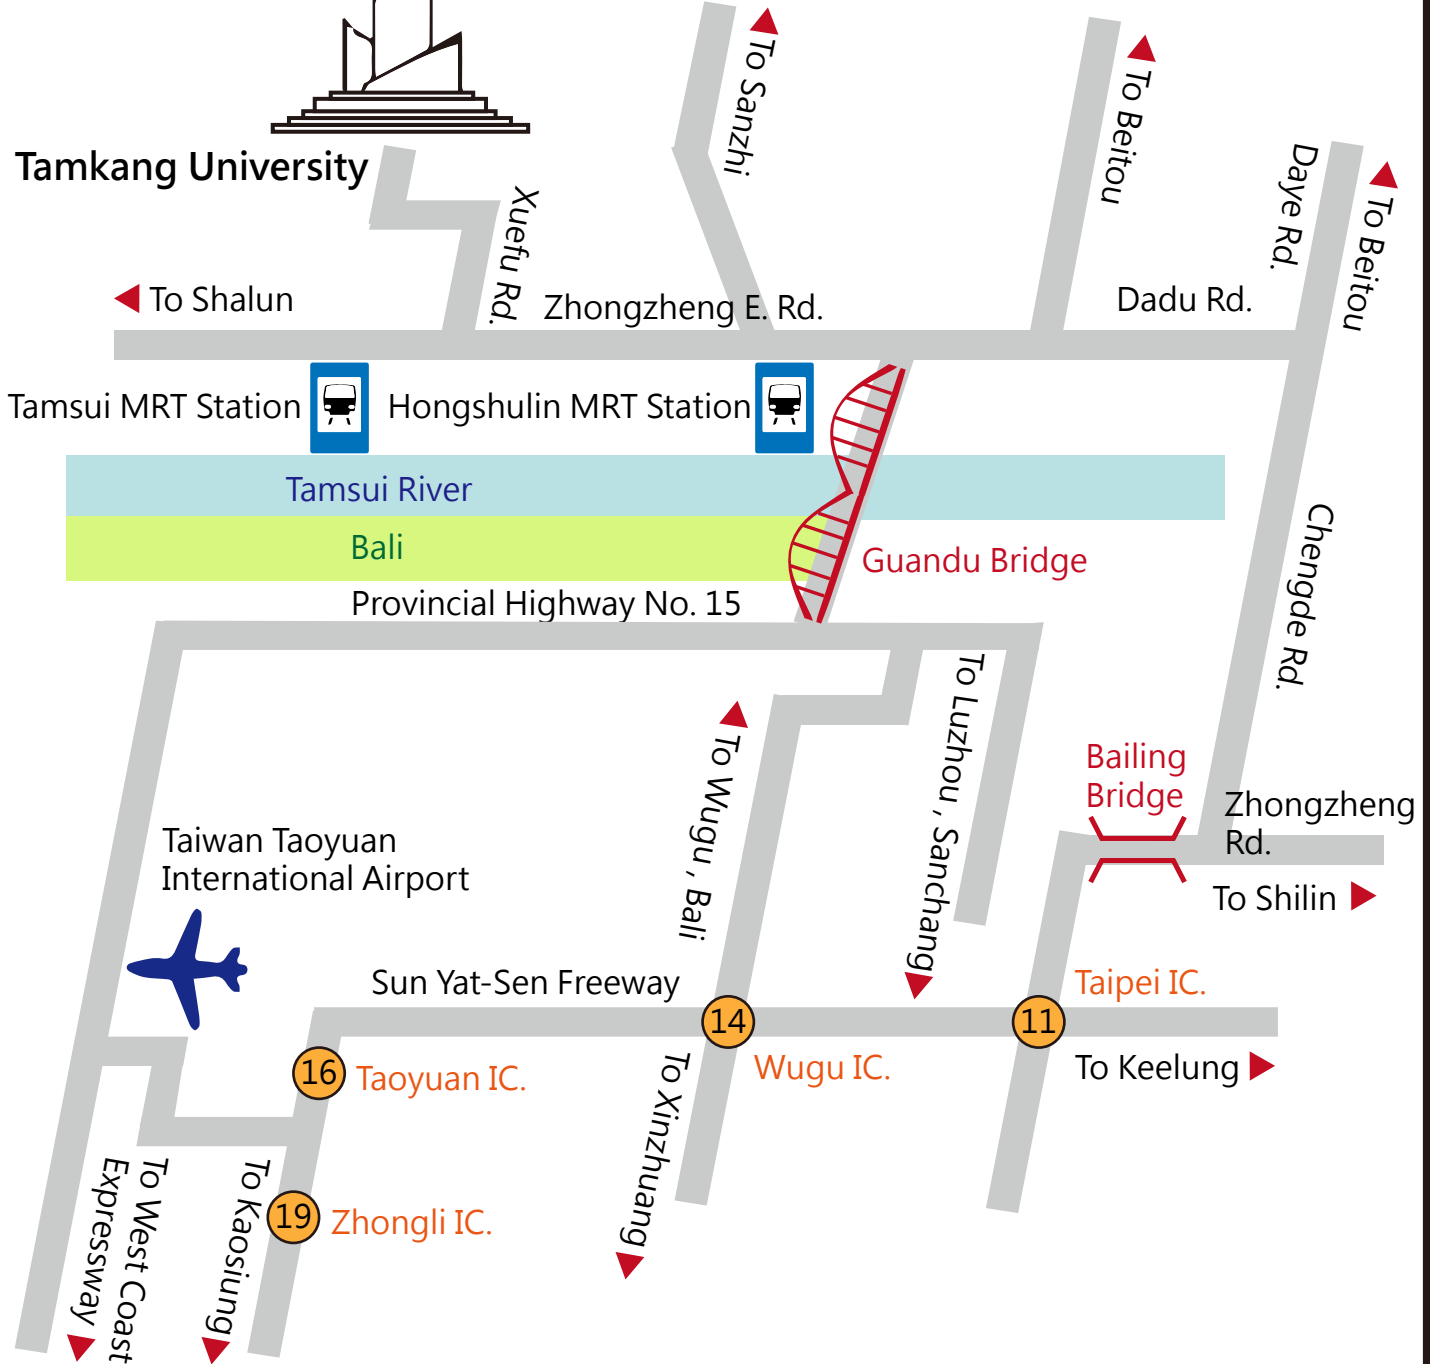 To Sanzhi
To Beitou
Tamkang University
Daye Rd.
To Beitou
Xuefu Rd.
To Shalun
Zhongzheng E. Rd.
Dadu Rd.
Tamsui MRT Station
Hongshulin MRT Station
Tamsui River
Bali
Guandu Bridge
Chengde Rd.
Provincial Highway No. 15
To Luzhou , Sanchang
To Wugu , Bali
Bailing
Bridge
Zhongzheng
Rd.
To Shilin
Taiwan Taoyuan
International Airport
Sun Yat-Sen Freeway
Taipei IC.
14
11
Wugu IC.
To Keelung
16
Taoyuan IC.
To Xinzhuang
To West Coast
Expressway
To Kaosiung
19
Zhongli IC.